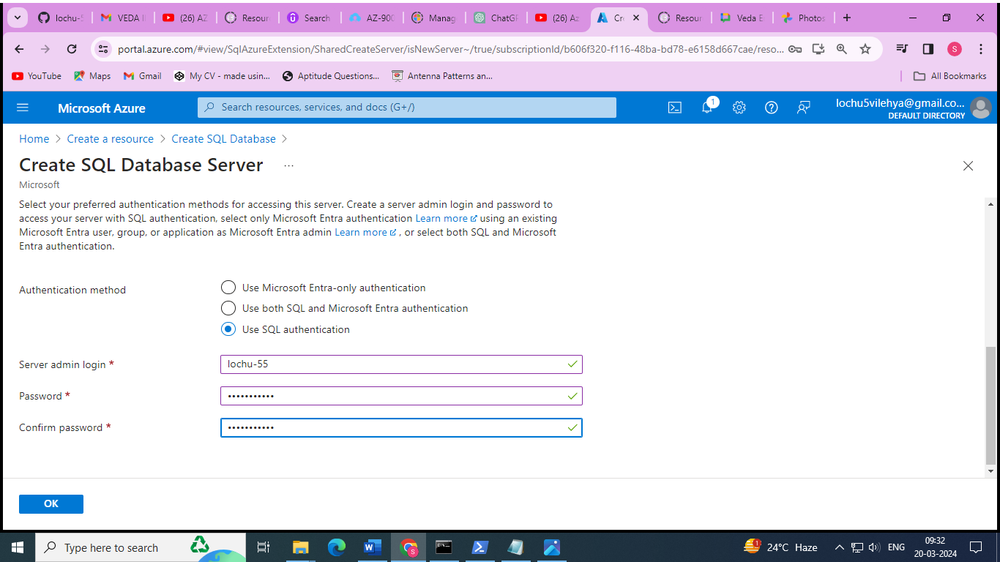 lochu-5
VEDA I
(26) AZ
Resour
Search
AZ-900
Manag
ChatGP
(26) Az
Cre
Resour
Veda E
Photos
portal.azure.com/#view/SqlAzureExtension/SharedCreateServer/isNewServer~/true/subscriptionId/b606f320-f116-48ba-bd78-e6158d667cae/reso...
S
YouTube
Maps
Gmail
My CV - made usin...
Aptitude Questions...
Antenna Patterns an...
All Bookmarks
Microsoft Azure
Search resources, services, and docs (G+/)
1
lochu5vilehya@gmail.co...
DEFAULT DIRECTORY
Home > Create a resource > Create SQL Database >
Create SQL Database Server ...
Microsoft
Select your preferred authentication methods for accessing this server. Create a server admin login and password to
access your server with SQL authentication, select only Microsoft Entra authentication Learn more using an existing
Microsoft Entra user, group, or application as Microsoft Entra admin Learn more , or select both SQL and Microsoft
Entra authentication.
Authentication method
Use Microsoft Entra-only authentication
Use both SQL and Microsoft Entra authentication
Use SQL authentication
Server admin login *
lochu-55
Password *
•••••••••••
Confirm password *
•••••••••••
OK
Type here to search
W
S
1
24°C Haze
ENG
09:32
20-03-2024